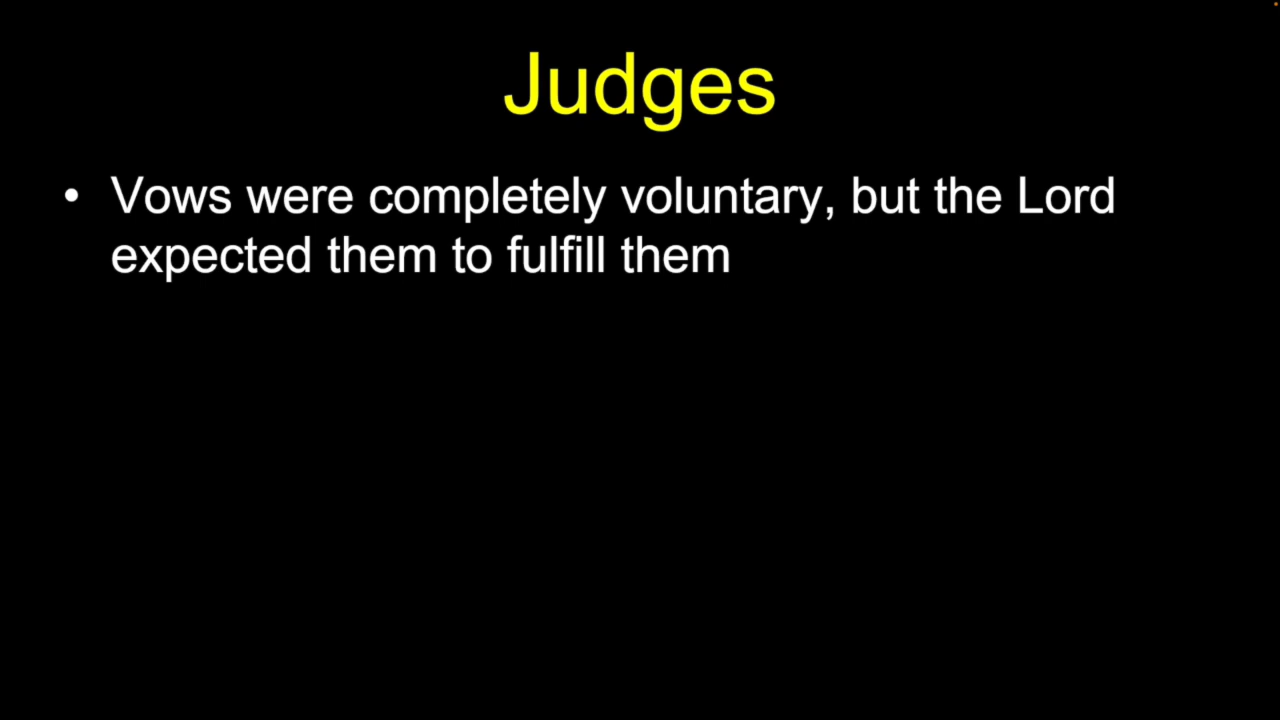 Judges
• Vows were completely voluntary, but the Lord
expected them to fulfill them